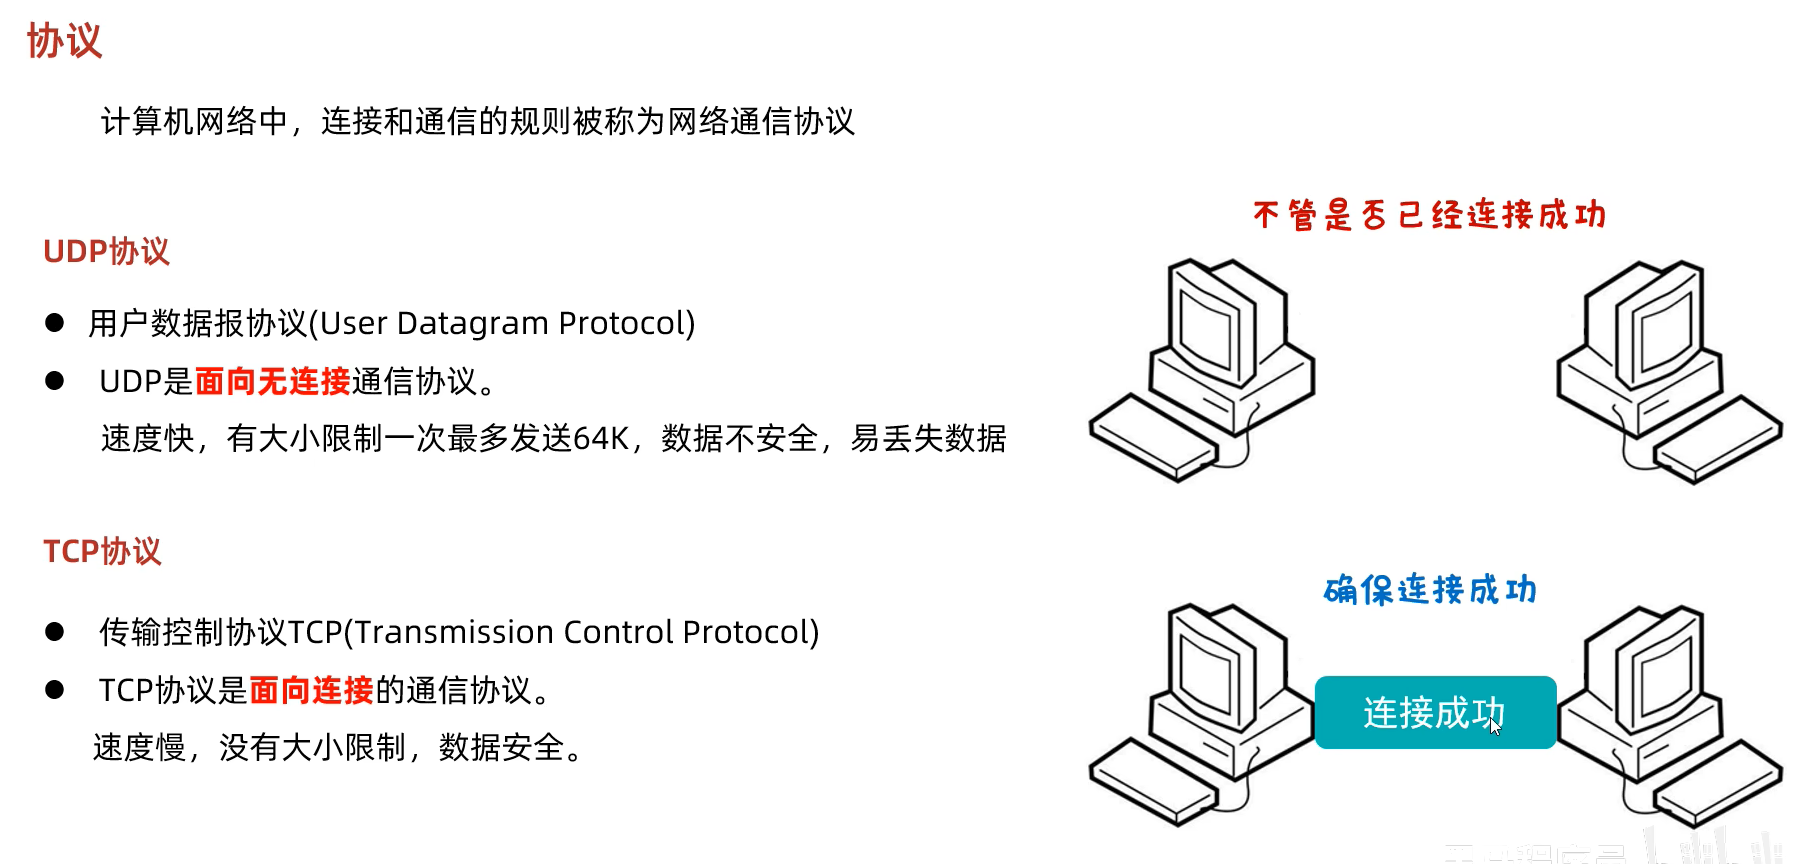 协议
计算机网络中，连接和通信的规则被称为网络通信协议
不管是否已经连接成功
UDP协议
● 用户数据报协议(User Datagram Protocol)
● UDP是面向无连接通信协议。
速度快，有大小限制一次最多发送64K，数据不安全，易丢失数据
TCP协议
确保连接成功
● 传输控制协议TCP(Transmission Control Protocol)
● TCP协议是面向连接的通信协议。
连接成功
速度慢，没有大小限制，数据安全。